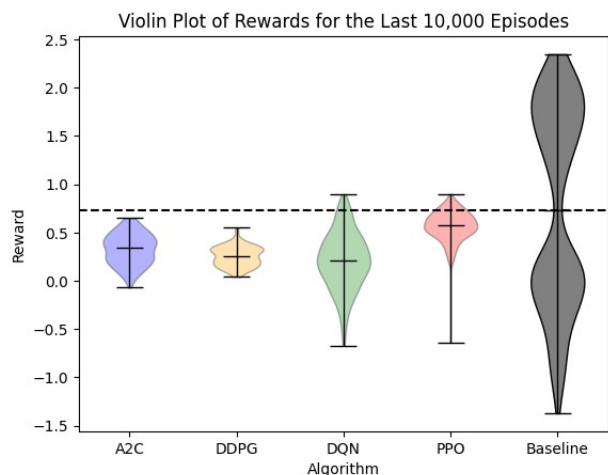 Violin Plot of Rewards for the Last 10,000 Episodes
2.5
2.0
1.5
1.0
0.5
0.0
−0.5
−1.0
−1.5
Reward
A2C DDPG DQN PPO Baseline
Algorithm